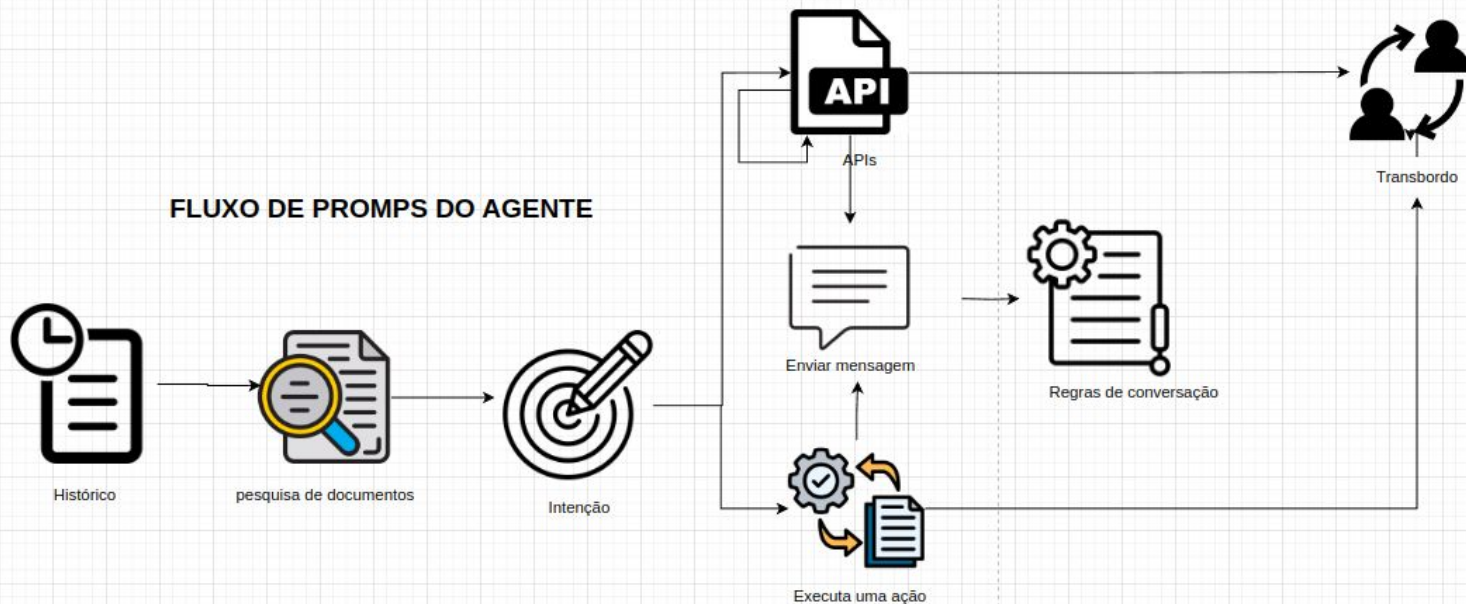 API
APIs
Transbordo
FLUXO DE PROMPS DO AGENTE
Enviar mensagem
Regras de conversação
Histórico
pesquisa de documentos
Intenção
Executa uma ação